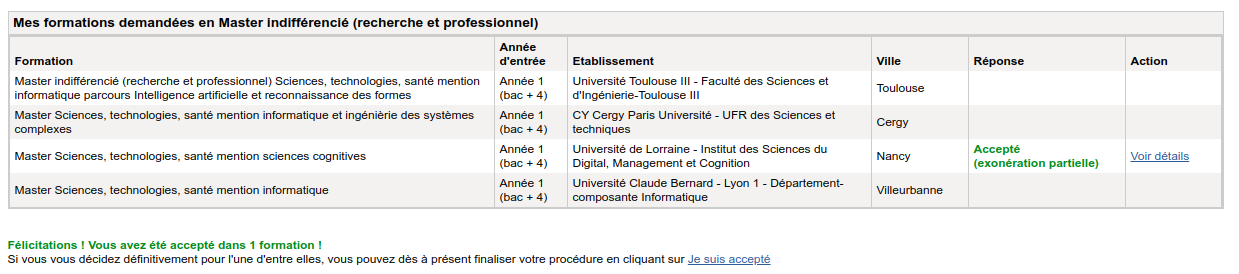 Mes formations demandées en Master indifférencié (recherche et professionnel)
Formation
Année
d'entrée
Etablissement
Ville
Réponse
Action
Master indifférencié (recherche et professionnel) Sciences, technologies, santé mention
informatique parcours Intelligence artificielle et reconnaissance des formes
Année 1
(bac + 4)
Université Toulouse III - Faculté des Sciences et
d'Ingénierie-Toulouse III
Toulouse
Master Sciences, technologies, santé mention informatique et ingénièrie des systèmes
complexes
Année 1
(bac + 4)
CY Cergy Paris Université - UFR des Sciences et
techniques
Cergy
Master Sciences, technologies, santé mention sciences cognitives
Année 1
(bac + 4)
Université de Lorraine - Institut des Sciences du
Digital, Management et Cognition
Nancy
Accepté
(exonération partielle)
Voir détails
Master Sciences, technologies, santé mention informatique
Année 1
(bac + 4)
Université Claude Bernard - Lyon 1 - Département-
composante Informatique
Villeurbanne
Félicitations ! Vous avez été accepté dans 1 formation !
Si vous vous décidez définitivement pour l'une d'entre elles, vous pouvez dès à présent finaliser votre procédure en cliquant sur Je suis accepté